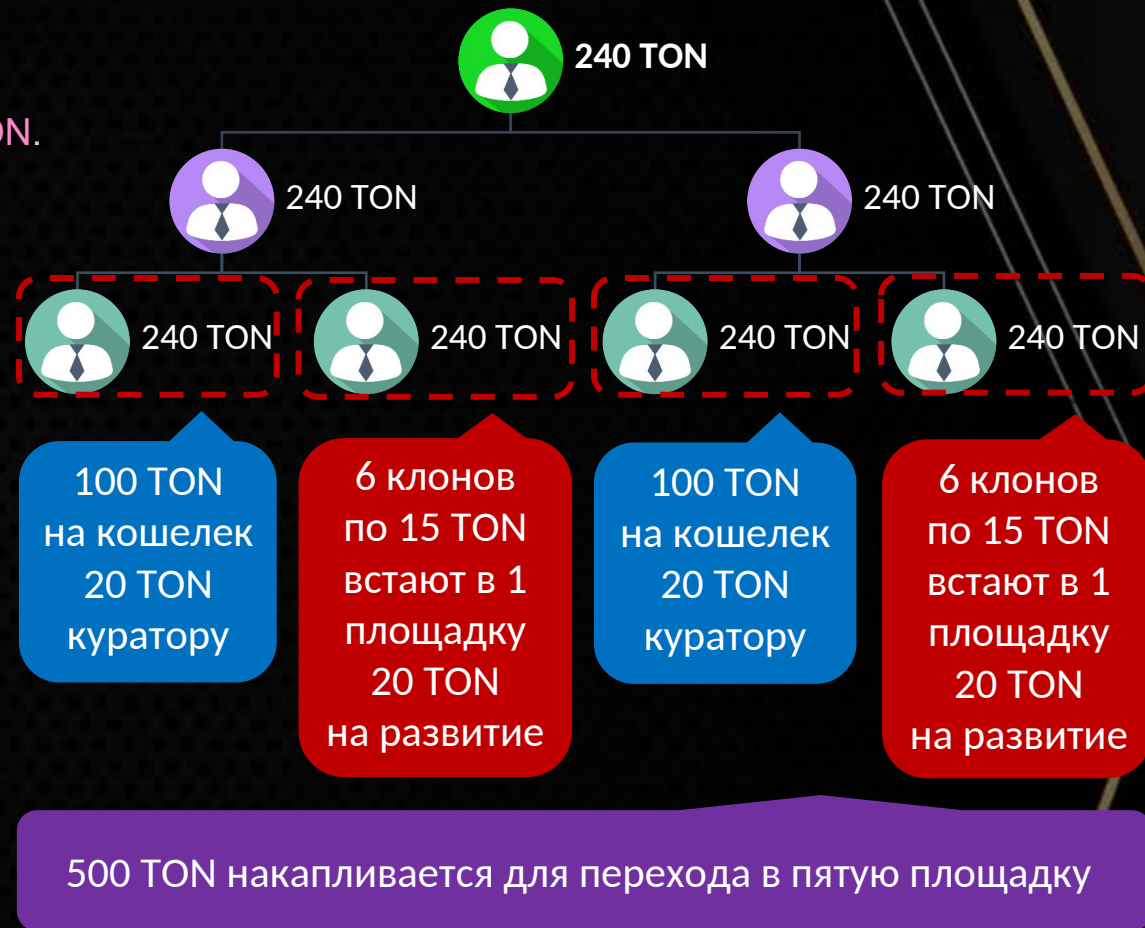 240 TON
ON.
240 TON
240 TON
240 TON
240 TON
240 TON
240 TON
100 TON
на кошелек
20 TON
куратору
6 клонов
по 15 TON
встают в 1
площадку
20 TON
на развитие
100 TON
на кошелек
20 TON
куратору
6 клонов
по 15 TON
встают в 1
площадку
20 TON
на развитие
500 TON накапливается для перехода в пятую площадку